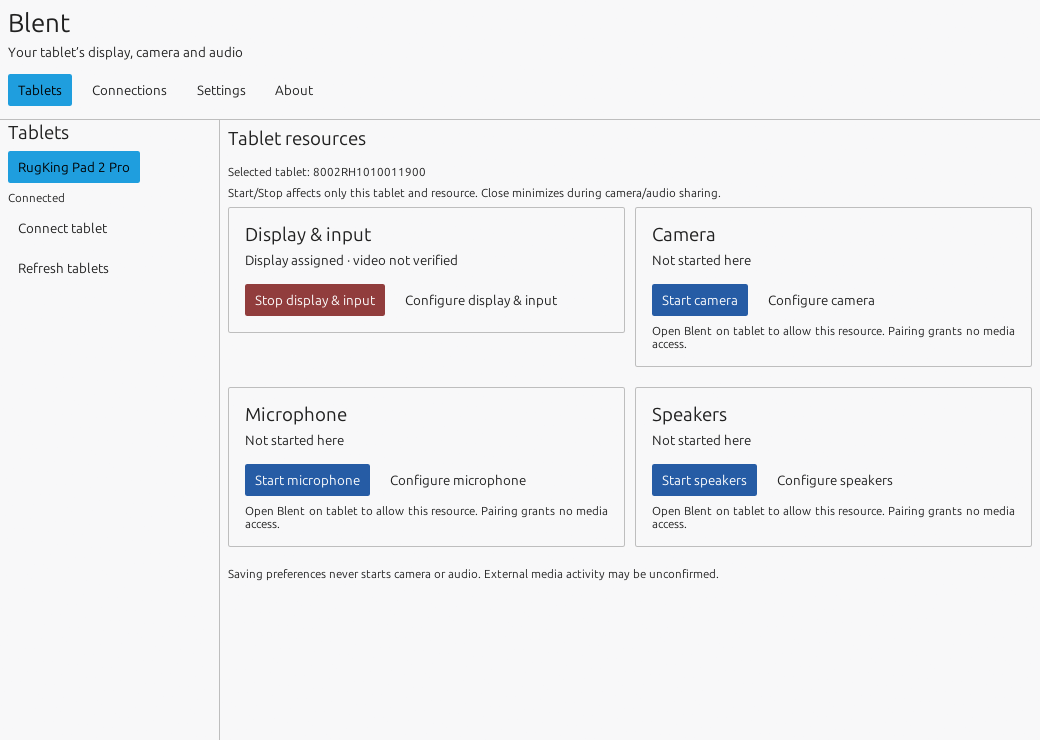 Blent
Your tablet’s display, camera and audio
Tablets Connections Settings About
Tablets
RugKing Pad 2 Pro
Connected
Connect tablet
Refresh tablets
Tablet resources
Selected tablet: 8002RH1010011900
Start/Stop affects only this tablet and resource. Close minimizes during camera/audio sharing.
Display & input
Display assigned · video not verified
Stop display & input Configure display & input
Camera
Not started here
Start camera Configure camera
Open Blent on tablet to allow this resource. Pairing grants no media
access.
Microphone
Not started here
Start microphone Configure microphone
Open Blent on tablet to allow this resource. Pairing grants no media
access.
Speakers
Not started here
Start speakers Configure speakers
Open Blent on tablet to allow this resource. Pairing grants no media
access.
Saving preferences never starts camera or audio. External media activity may be unconfirmed.